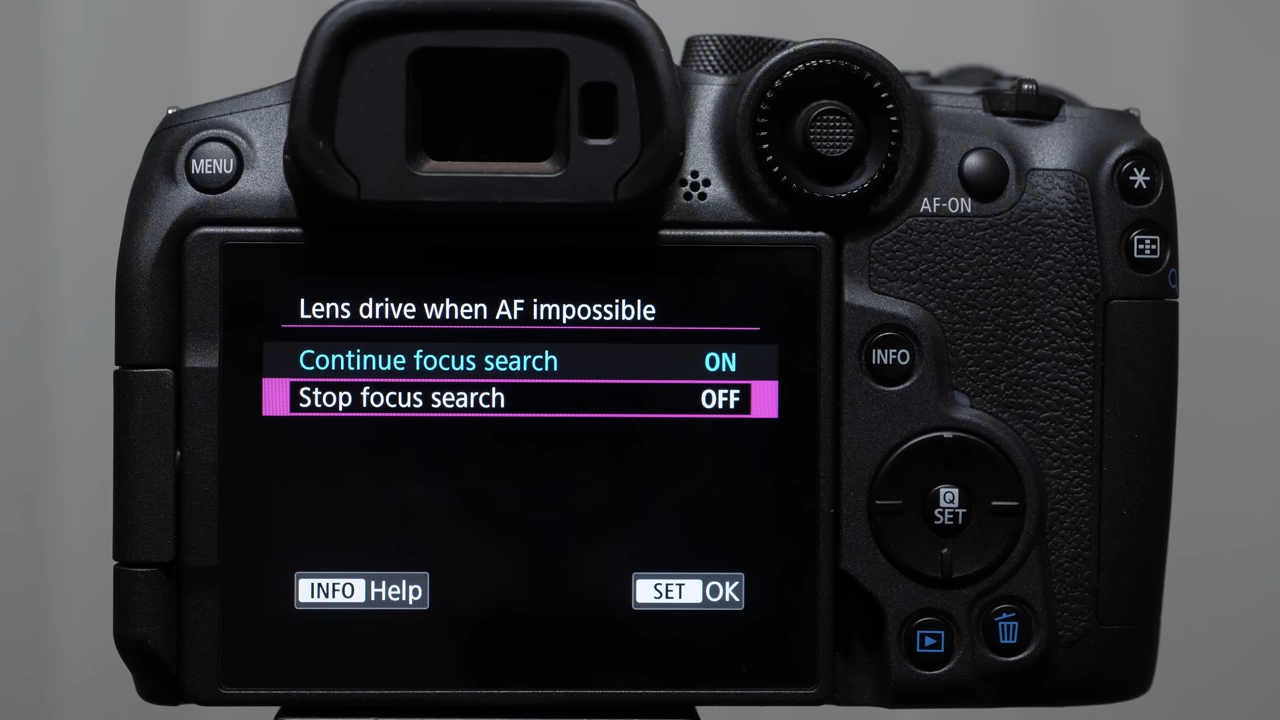 MENU
AF-ON
Lens drive when AF impossible
Continue focus search ON
Stop focus search OFF
INFO Help
SET OK
INFO
Q
SET